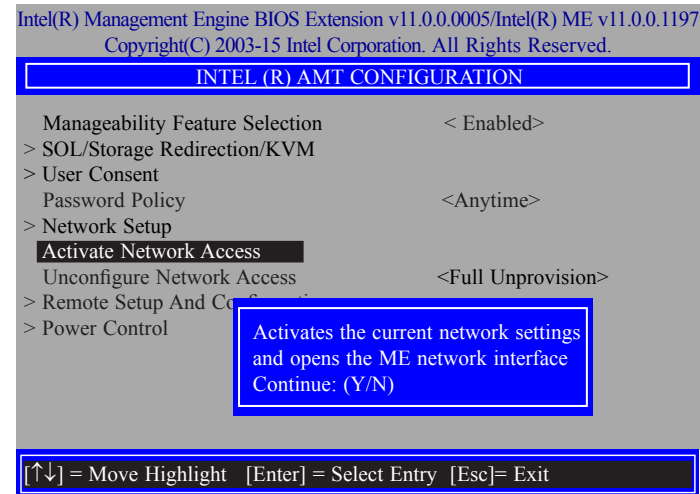 Intel(R) Management Engine BIOS Extension v11.0.0.0005/Intel(R) ME v11.0.0.1197
Copyright(C) 2003-15 Intel Corporation. All Rights Reserved.
INTEL (R) AMT CONFIGURATION
Manageability Feature Selection < Enabled>
> SOL/Storage Redirection/KVM
> User Consent
Password Policy <Anytime>
> Network Setup
Activate Network Access
Unconfigure Network Access <Full Unprovision>
> Remote Setup And
> Power Control
Activates the current network settings
and opens the ME network interface
Continue: (Y/N)
[↑↓] = Move Highlight [Enter] = Select Entry [Esc]= Exit